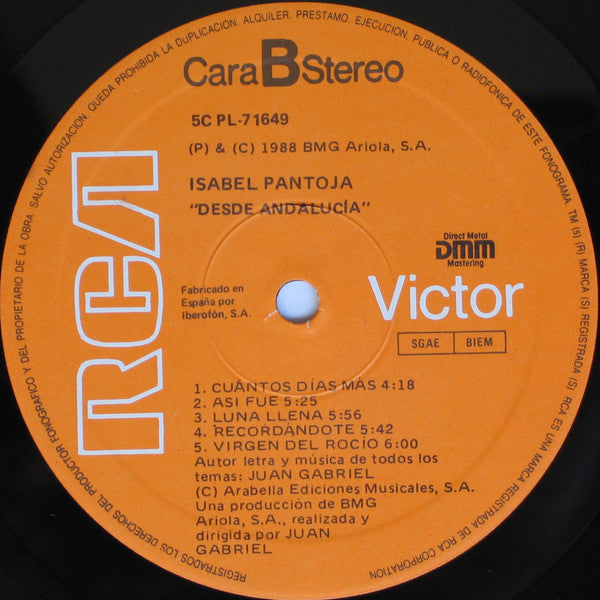 SALVO AUTORIZACION. QUEDA PROHIBIDA LA DUPLICACION. ALQUILER. PRESTAMO. EJECUCION. PUBLICA O RADIOFONICA DE ESTE FONOGRAMA. TM (s) (R) MARCA (S) REGISTRADA (S) RCA ES UNA MARCA REGISTRADA DE RCA CORPORATION
Cara B Stereo
5C PL-71649
(P) & (C) 1988 BMG Ariola, S.A.
ISABEL PANTOJA
"DESDE ANDALUCÍA"
RCA
Direct Metal
DMM
Mastering
Fabricado en
España por
Iberofón, S.A.
Victor
SGAE BIEM
1. CUÁNTOS DÍAS MÁS 4:18
2. ASI FUE 5:25
3. LUNA LLENA 5:56
4. RECORDÁNDOTE 5:42
5. VIRGEN DEL ROCÍO 6:00
Autor letra y música de todos los
temas: JUAN GABRIEL
(C) Arabella Ediciones Musicales, S.A.
Una producción de BMG
Ariola, S.A., realizada y
dirigida por JUAN
GABRIEL
REGISTRADA. RESERVADOS LOS DERECHOS DEL PRODUCTOR FONOGRAFICO Y DEL PROPIETARIO DE LA OBRA